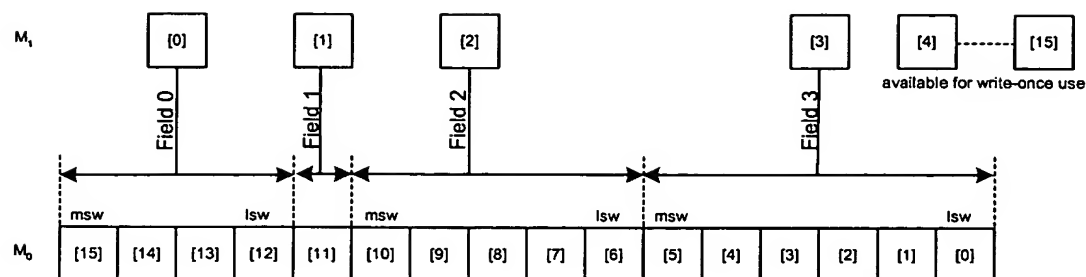 M1 [0] [1] [2] [3] [4] [15]
available for write-once use
Field 0 Field 1 Field 2 Field 3
msw lsw msw lsw msw lsw
M0 [15] [14] [13] [12] [11] [10] [9] [8] [7] [6] [5] [4] [3] [2] [1] [0]